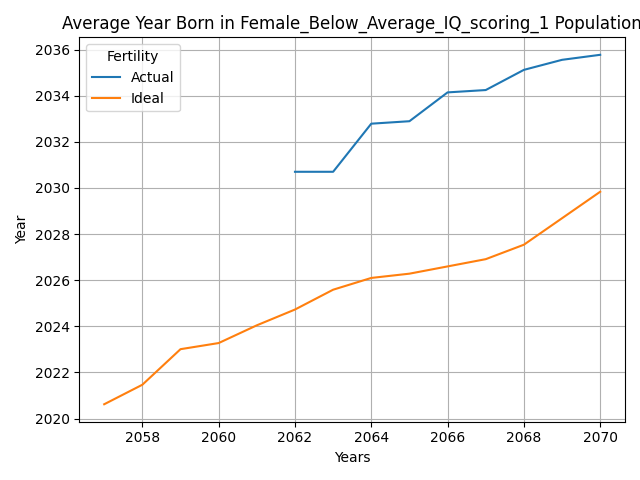 Average Year Born in Female_Below_Average_IQ_scoring_1 Population
Fertility
Actual
Ideal
2036
2034
2032
2030
2028
2026
2024
2022
2020
Year
2058 2060 2062 2064 2066 2068 2070
Years